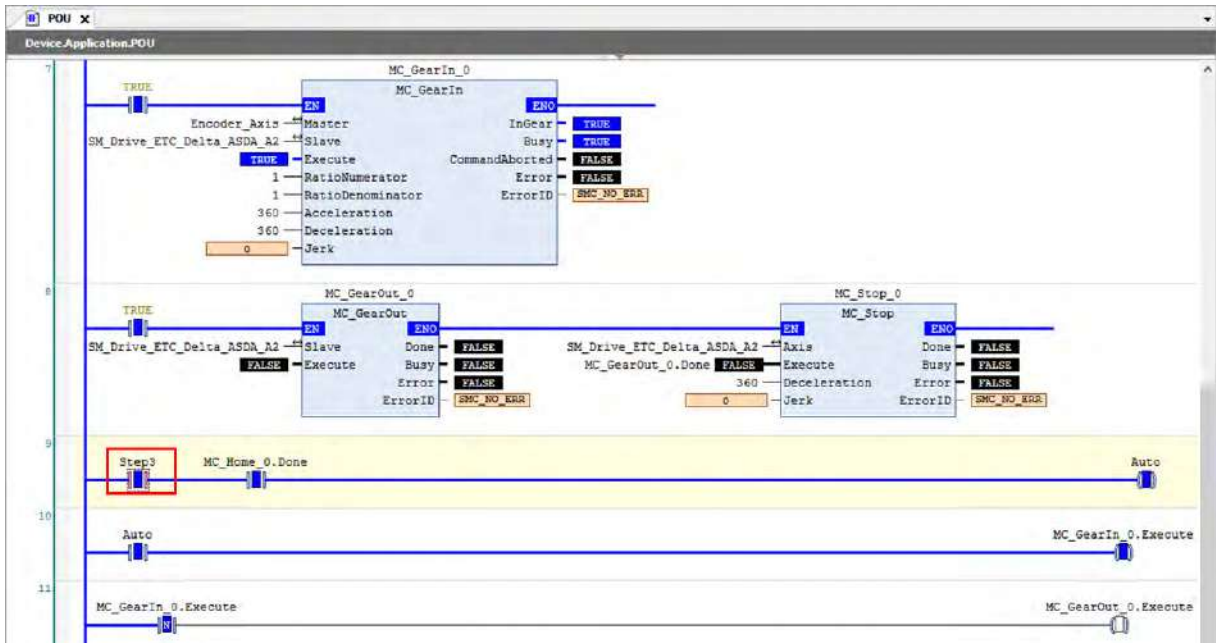 POU
Device.Application.POU
7
MC_GearIn_0
TRUE
MC_GearIn
EN ENO
Encoder_Axis Master InGear TRUE
SM_Drive_ETC_Delta_ASDA_A2 Slave Busy TRUE
TRUE Execute CommandAborted FALSE
1 RatioNumerator Error FALSE
1 RatioDenominator ErrorID SMC_NO_ERR
360 Acceleration
360 Deceleration
0 Jerk
8
MC_GearOut_0 MC_Stop_0
TRUE MC_GearOut MC_Stop
EN ENO EN ENO
SM_Drive_ETC_Delta_ASDA_A2 Slave Done FALSE SM_Drive_ETC_Delta_ASDA_A2 Axis Done FALSE
FALSE Execute Busy FALSE MC_GearOut_0.Done FALSE Execute Busy FALSE
Error FALSE 360 Deceleration Error FALSE
ErrorID SMC_NO_ERR 0 Jerk ErrorID SMC_NO_ERR
9
Step3 MC_Home_0.Done Auto
10
Auto MC_GearIn_0.Execute
11
MC_GearIn_0.Execute MC_GearOut_0.Execute
N